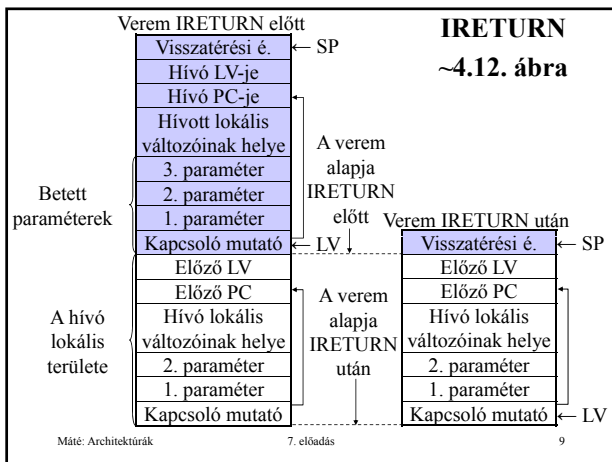 Verem IRETURN előtt
IRETURN
~4.12. ábra
Visszatérési é.
SP
Hívó LV-je
Hívó PC-je
Hívott lokális
változóinak helye
3. paraméter
2. paraméter
1. paraméter
Kapcsoló mutató
LV
Betett
paraméterek
A verem
alapja
IRETURN
előtt
Előző LV
Előző PC
Hívó lokális
változóinak helye
2. paraméter
1. paraméter
Kapcsoló mutató
A hívó
lokális
területe
A verem
alapja
IRETURN
után
Verem IRETURN után
Visszatérési é.
SP
Előző LV
Előző PC
Hívó lokális
változóinak helye
2. paraméter
1. paraméter
Kapcsoló mutató
LV
Máté: Architektúrák
7. előadás
9